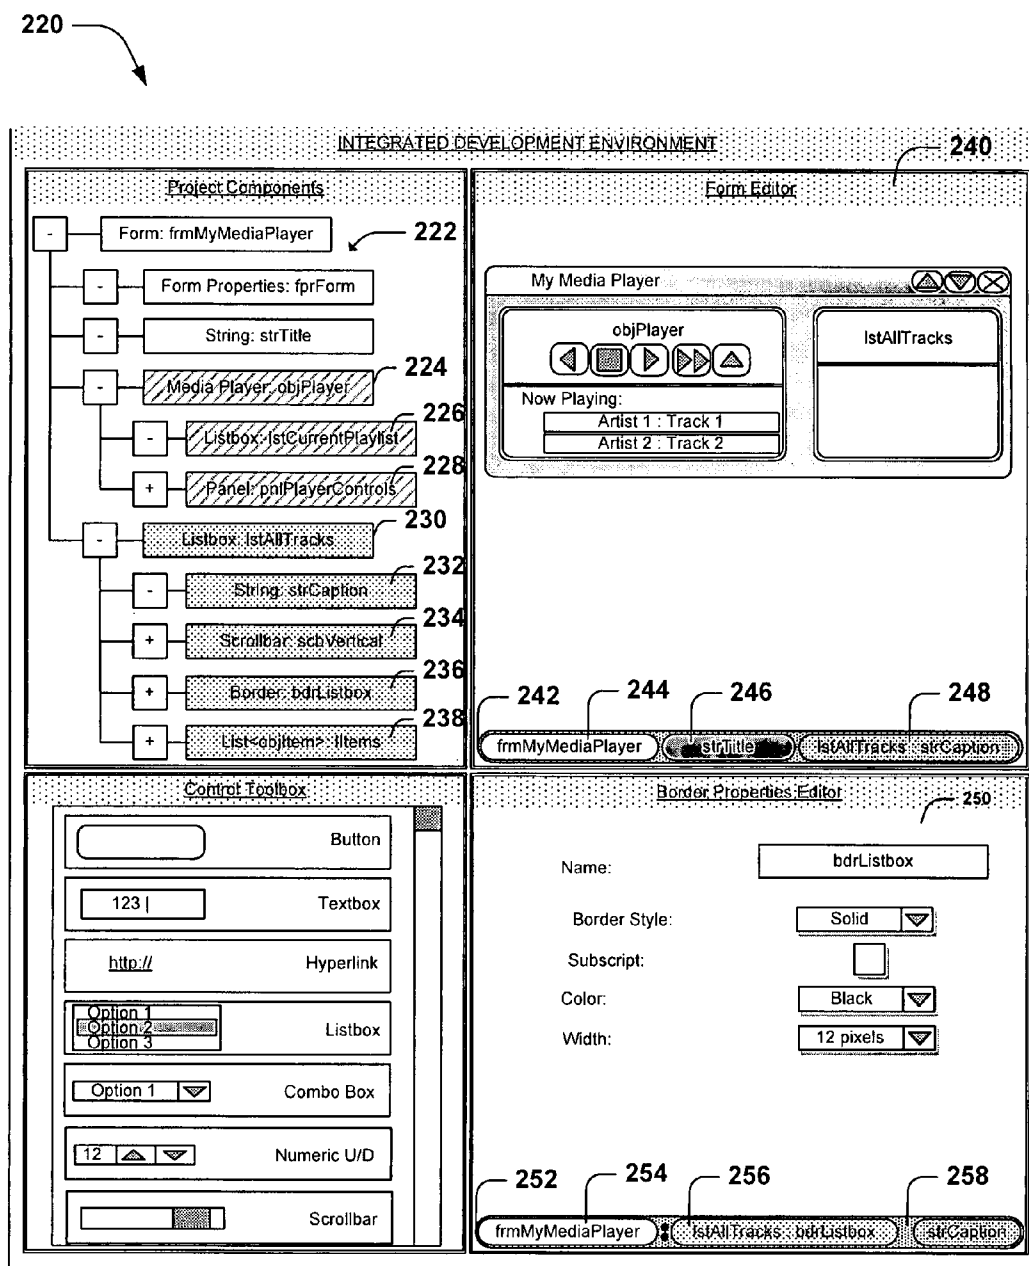 220
INTEGRATED DEVELOPMENT ENVIRONMENT
240
Project Components
Form: frmMyMediaPlayer
222
Form Properties: fprForm
String: strTitle
224
Media Player: objPlayer
226
Listbox: lstCurrentPlaylist
228
Panel: pnlPlayerControls
230
Listbox: lstAllTracks
232
String: strCaption
234
Scrollbar: scbVertical
236
Border: bdrListbox
238
List<objItem>: lItems
Form Editor
My Media Player
objPlayer
Now Playing:
Artist 1 : Track 1
Artist 2 : Track 2
lstAllTracks
242
244
246
248
frmMyMediaPlayer
strTitle
lstAllTracks : strCaption
Control Toolbox
Button
123 |
Textbox
http://
Hyperlink
Option 1
Option 2
Option 3
Listbox
Option 1
Combo Box
12
Numeric U/D
Scrollbar
Border Properties Editor
250
Name:
bdrListbox
Border Style:
Solid
Subscript:
Color:
Black
Width:
12 pixels
252
254
256
258
frmMyMediaPlayer
lstAllTracks : bdrListbox
strCaption